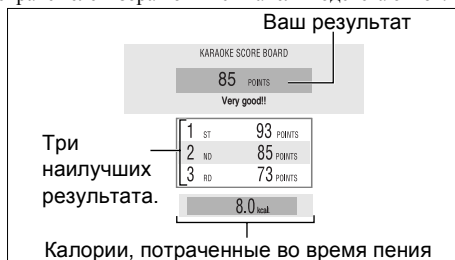 Ваш результат
KARAOKE SCORE BOARD
85 POINTS
Very good!!
1 ST 93 POINTS
2 ND 85 POINTS
3 RD 73 POINTS
Три
наилучших
результата.
8.0 kcal
Калории, потраченные во время пения